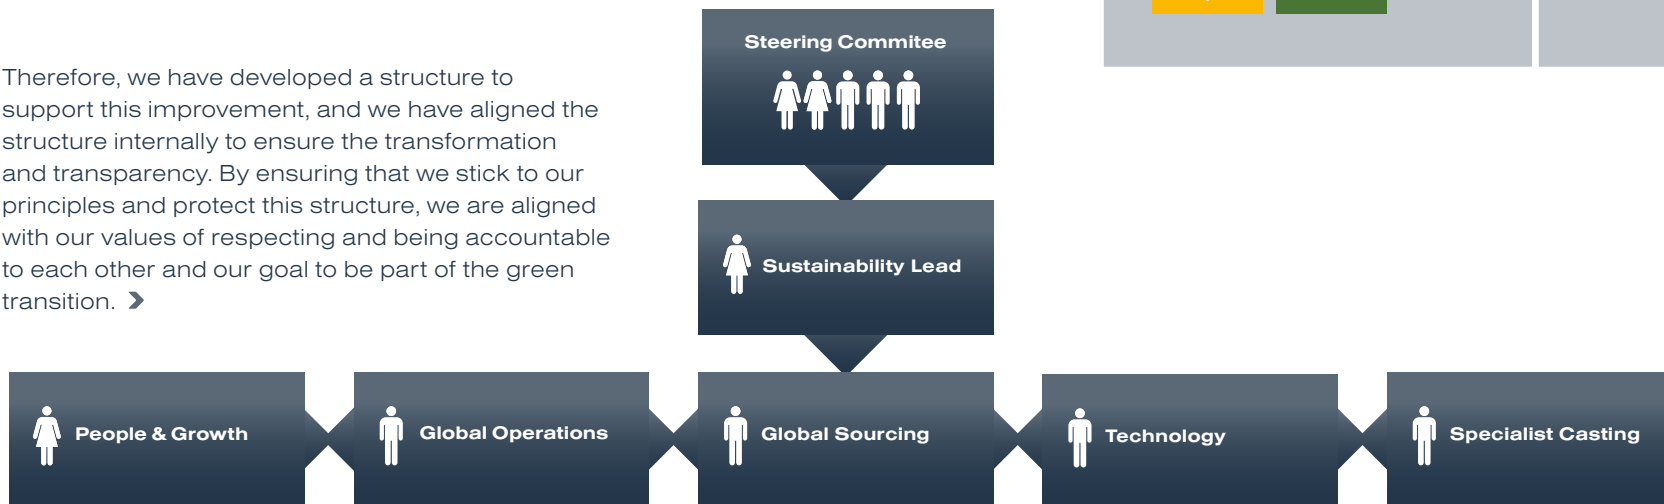 Therefore, we have developed a structure to
support this improvement, and we have aligned the
structure internally to ensure the transformation
and transparency. By ensuring that we stick to our
principles and protect this structure, we are aligned
with our values of respecting and being accountable
to each other and our goal to be part of the green
transition.
Steering Commitee
Sustainability Lead
People & Growth
Global Operations
Global Sourcing
Technology
Specialist Casting